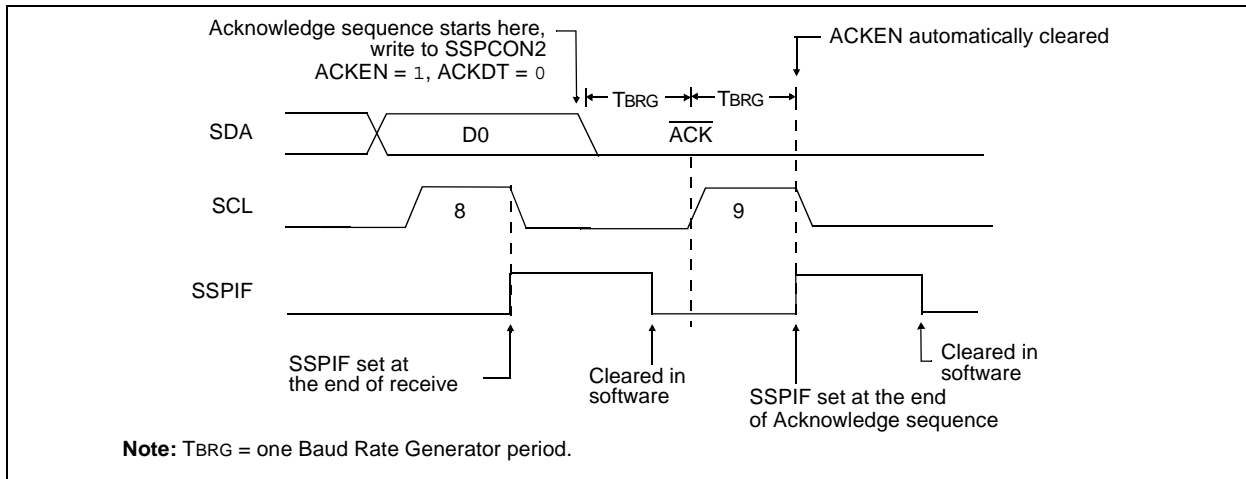 Acknowledge sequence starts here,
write to SSPCON2
ACKEN = 1, ACKDT = 0
ACKEN automatically cleared
TBRG
TBRG
SDA
D0
ACK
SCL
8
9
SSPIF
SSPIF set at
the end of receive
Cleared in
software
SSPIF set at the end
of Acknowledge sequence
Cleared in
software
Note: TBRG = one Baud Rate Generator period.